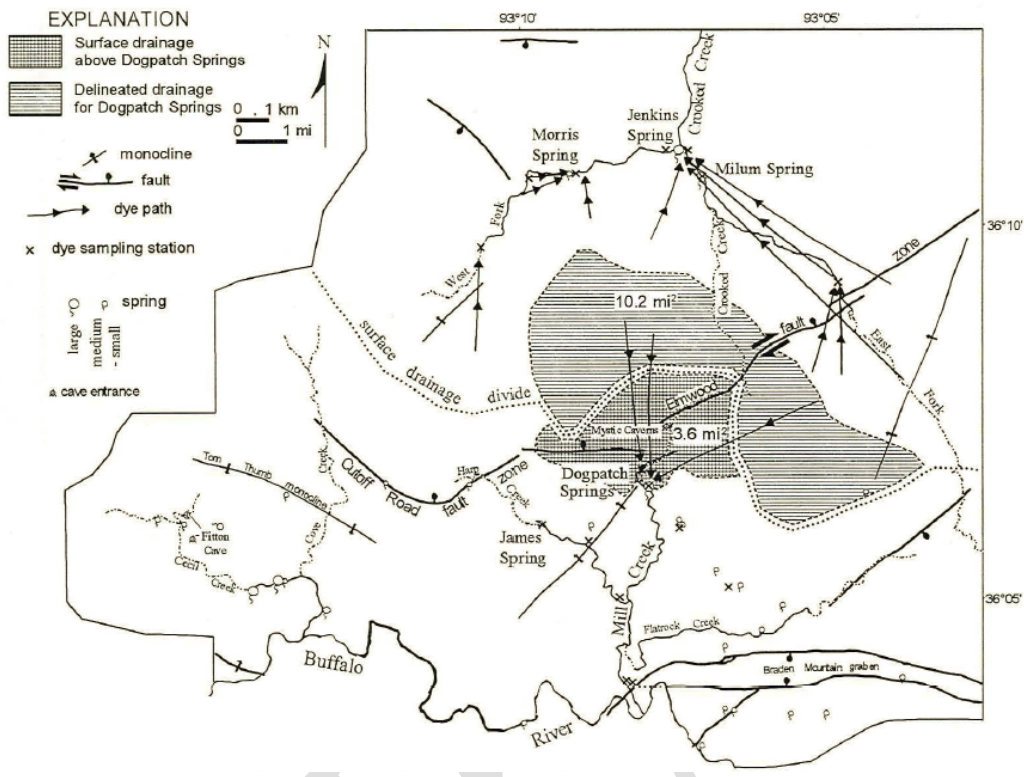 EXPLANATION
Surface drainage
above Dogpatch Springs
Delineated drainage
for Dogpatch Springs
0 . 1 km
0 1 mi
N
monocline
fault
dye path
dye sampling station
spring
large
medium
small
cave entrance
93°10'
93°05'
36°10'
36°05'
Crooked Creek
Jenkins
Spring
Morris
Spring
Milum Spring
West Fork
Crooked Creek
10.2 mi²
surface drainage divide
Elmwood fault zone
East Fork
Mystic Caverns
3.6 mi²
Dogpatch
Springs
Tom Thumb monocline
Cutoff Road fault zone
Harp Creek
Cove Creek
Fitton
Cave
Cecil Creek
James
Spring
Mill Creek
Flatrock Creek
Braden Mountain graben
Buffalo River